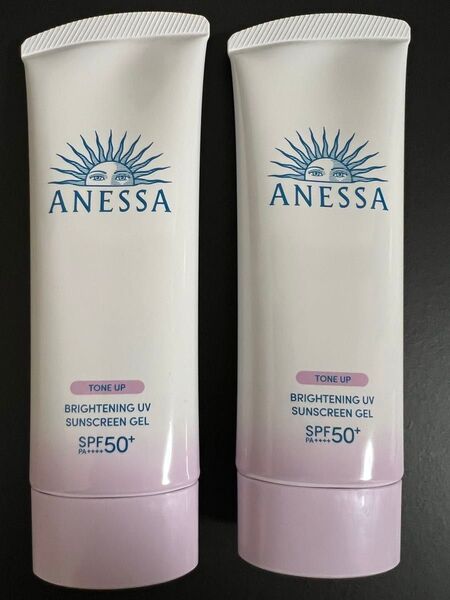 ANESSA
TONE UP
BRIGHTENING UV
SUNSCREEN GEL
SPF50+
PA++++
ANESSA
TONE UP
BRIGHTENING UV
SUNSCREEN GEL
SPF50+
PA++++